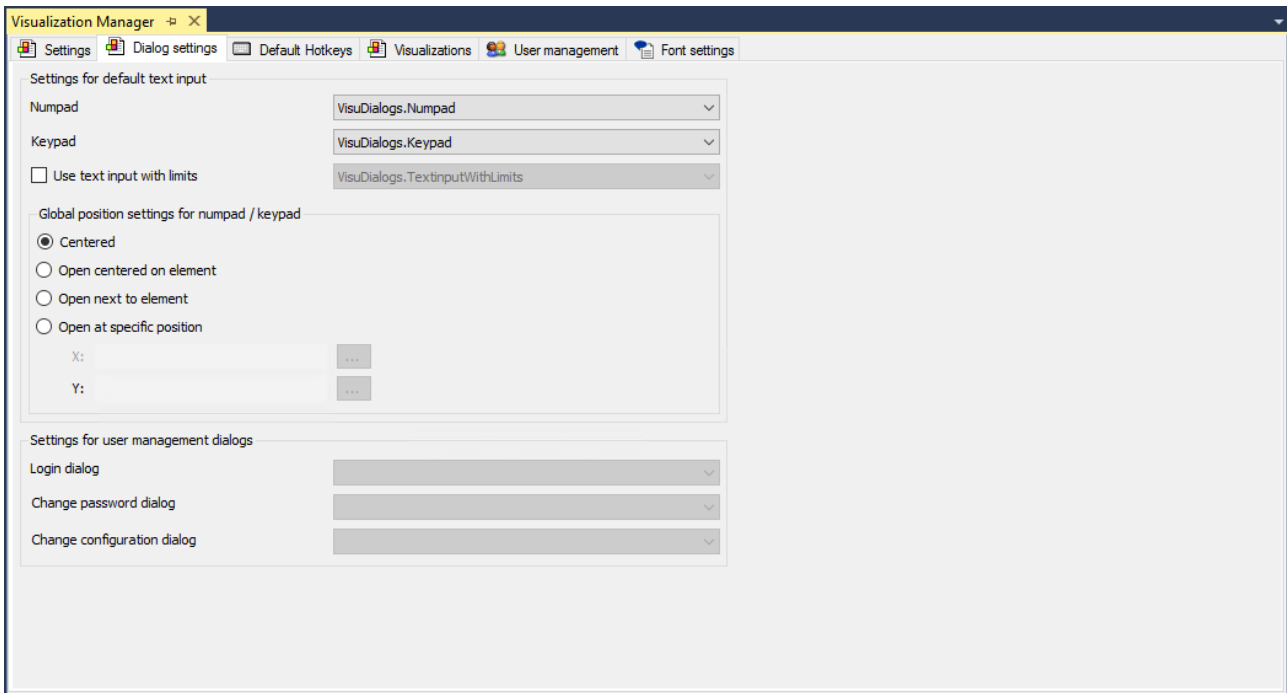 Visualization Manager
Settings Dialog settings Default Hotkeys Visualizations User management Font settings
Settings for default text input
Numpad VisuDialogs.Numpad
Keypad VisuDialogs.Keypad
Use text input with limits VisuDialogs.TextinputWithLimits
Global position settings for numpad / keypad
Centered
Open centered on element
Open next to element
Open at specific position
X: ...
Y: ...
Settings for user management dialogs
Login dialog
Change password dialog
Change configuration dialog